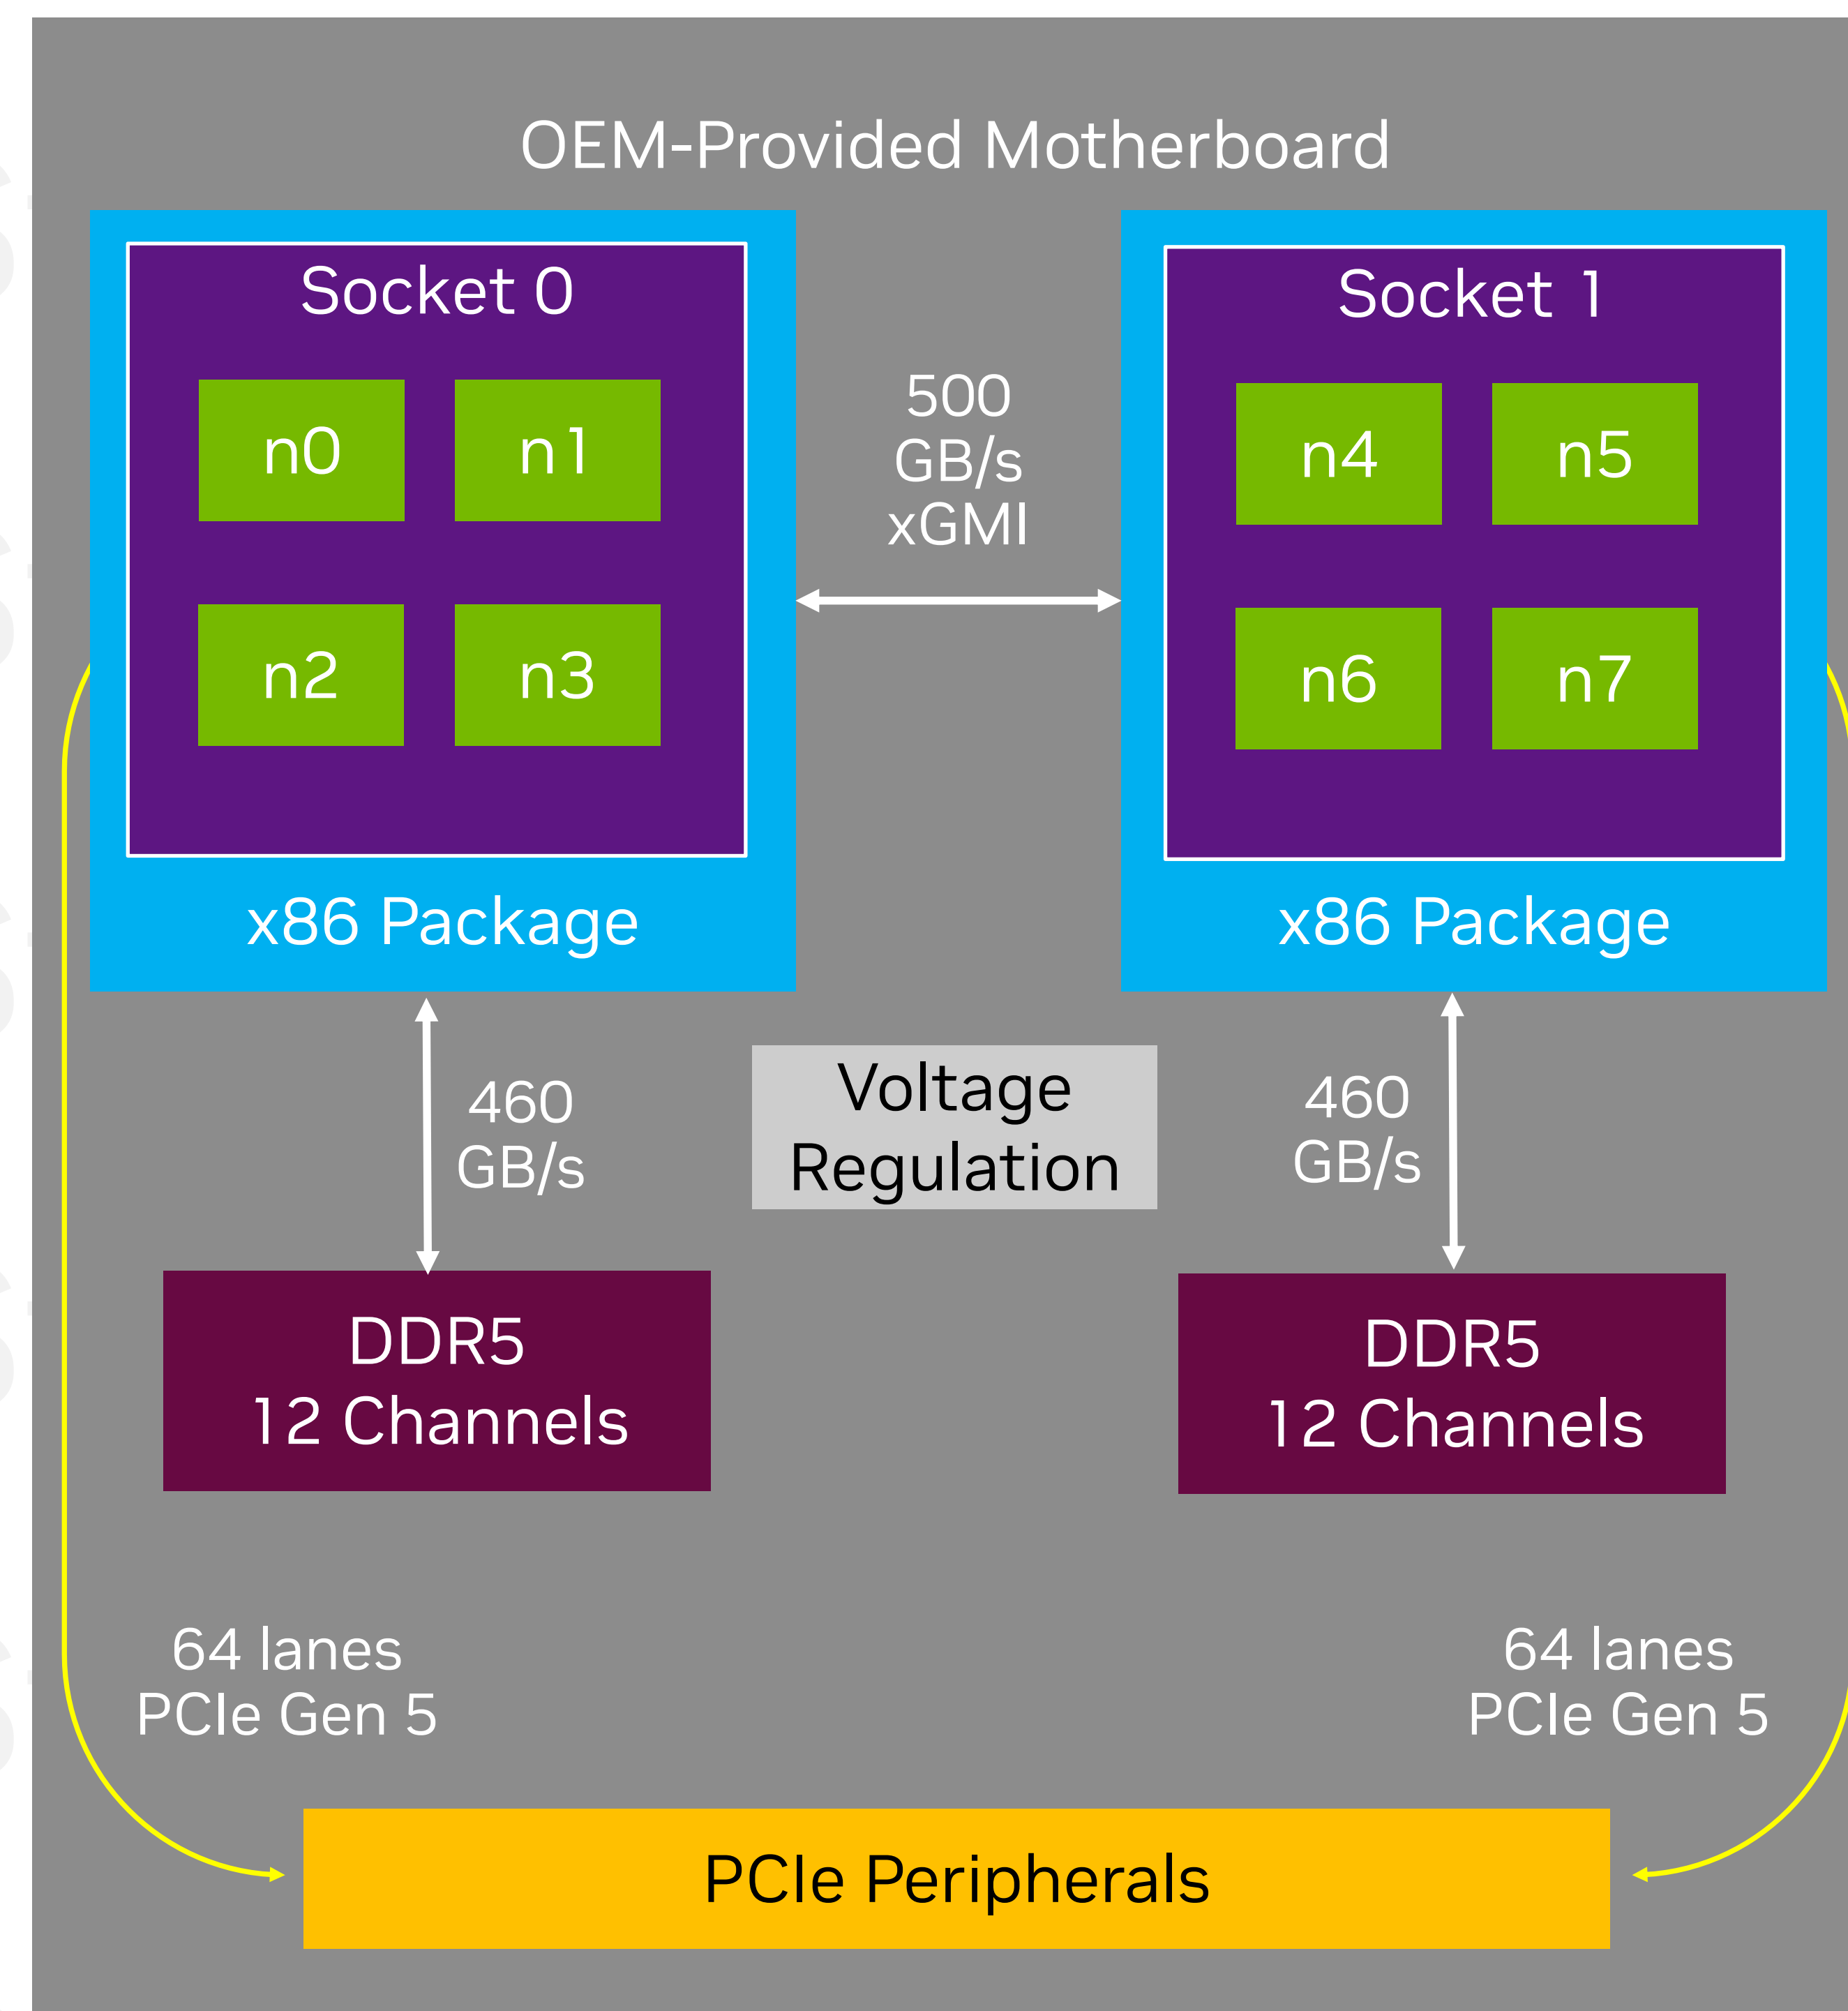 OEM-Provided Motherboard
Socket 0
n0
n1
n2
n3
x86 Package
500
GB/s
xGMI
Socket 1
n4
n5
n6
n7
x86 Package
460
GB/s
Voltage
Regulation
460
GB/s
DDR5
12 Channels
DDR5
12 Channels
64 lanes
PCIe Gen 5
64 lanes
PCIe Gen 5
PCIe Peripherals